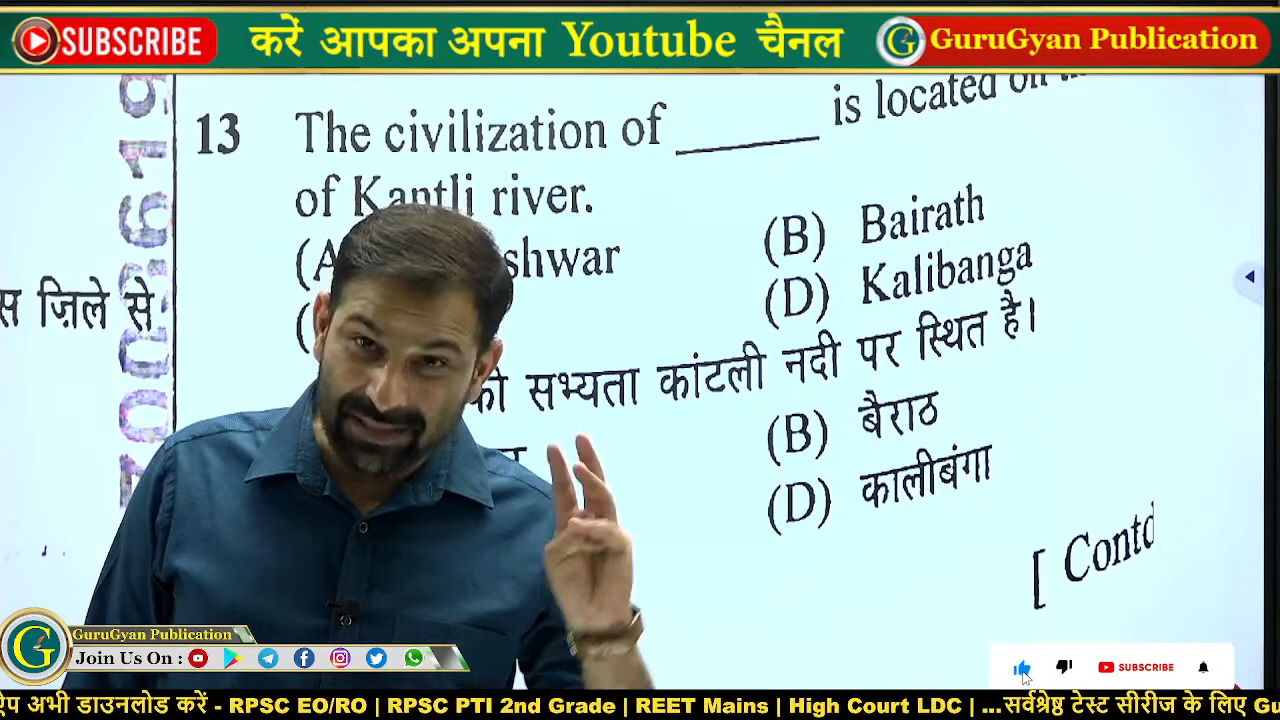 SUBSCRIBE करें आपका अपना Youtube चैनल GuruGyan Publication
13 The civilization of ______ is located on
of Kantli river.
(A shwar (B) Bairath
( (D) Kalibanga
स ज़िले से
को सभ्यता कांटली नदी पर स्थित है।
(B) बैराठ
(D) कालीबंगा
[ Contd
GuruGyan Publication
Join Us On :
SUBSCRIBE
ऐप अभी डाउनलोड करें - RPSC EO/RO | RPSC PTI 2nd Grade | REET Mains | High Court LDC | ...सर्वश्रेष्ठ टेस्ट सीरीज के लिए Gu